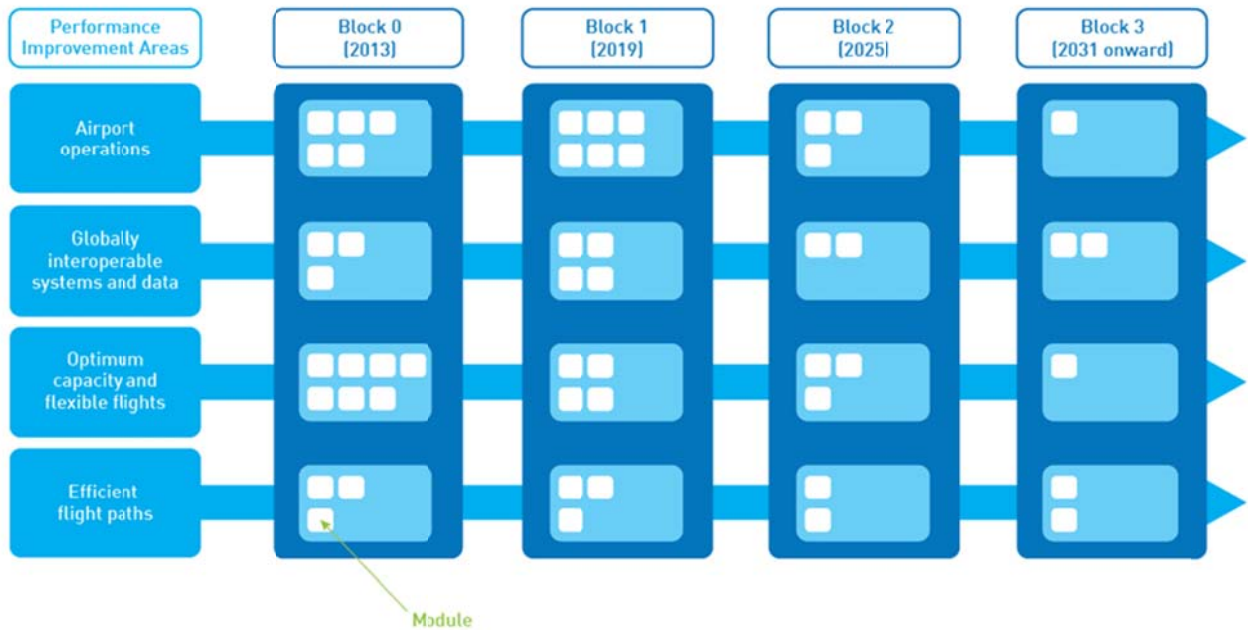 Performance
Improvement Areas
Block 0
(2013)
Block 1
(2019)
Block 2
(2025)
Block 3
(2031 onward)
Airport
operations
Globally
interoperable
systems and data
Optimum
capacity and
flexible flights
Efficient
flight paths
Module